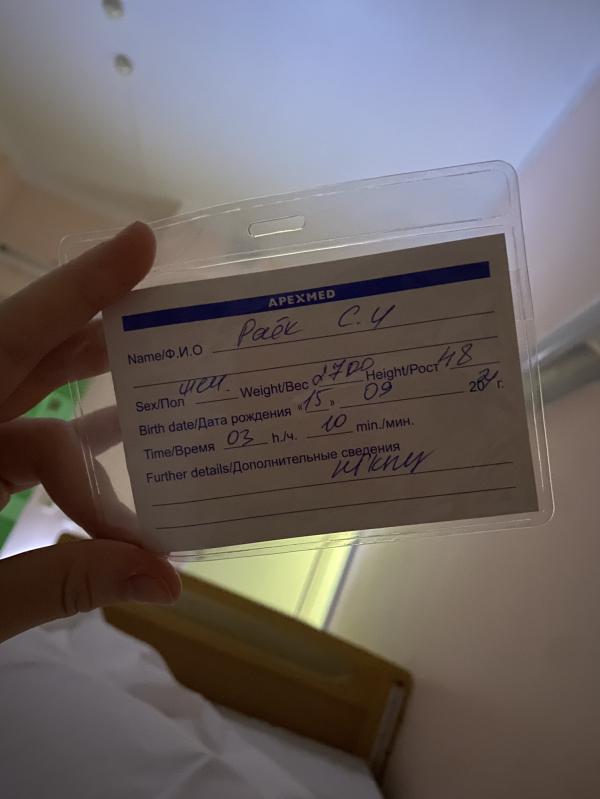 APEXMED
Name/Ф.И.О Раёк С.И
Sex/Пол жен. Weight/Вес 2700 Height/Рост 48
Birth date/Дата рождения «15» 09 20 г.
Time/Время 03 h./ч. 10 min./мин.
Further details/Дополнительные сведения